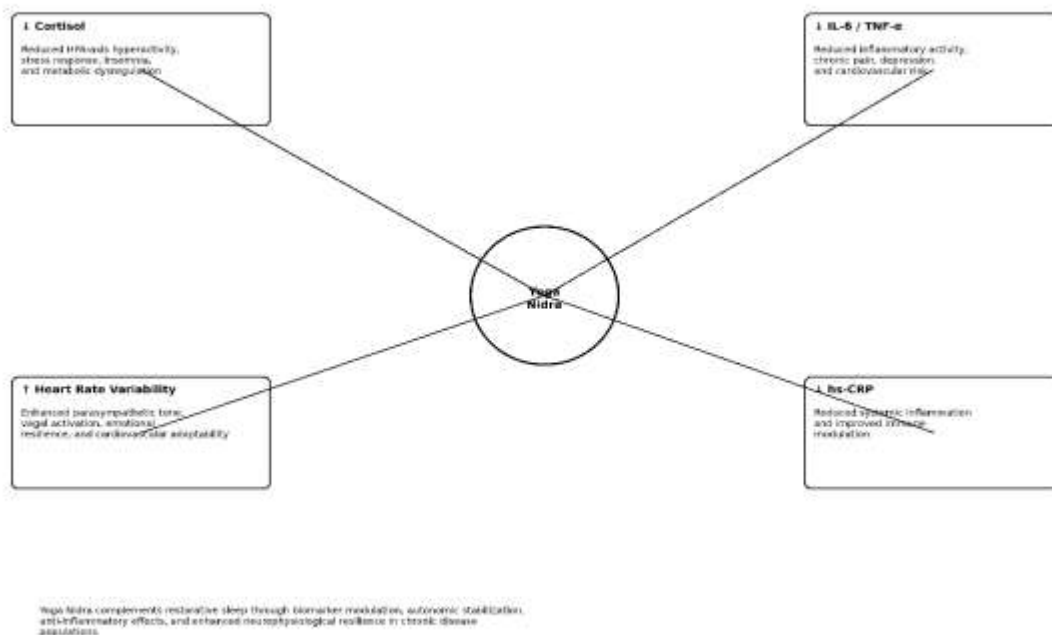 ↓ Cortisol
Reduced HPA-axis hyperactivity,
stress response, insomnia,
and metabolic dysregulation
↓ IL-6 / TNF-α
Reduced inflammatory activity,
chronic pain, depression,
and cardiovascular risk
Yoga
Nidra
↑ Heart Rate Variability
Enhanced parasympathetic tone,
vagal activation, emotional
resilience, and cardiovascular adaptability
↓ hs-CRP
Reduced systemic inflammation
and improved immune
modulation
Yoga Nidra complements restorative sleep through biomarker modulation, autonomic stabilization,
anti-inflammatory effects, and enhanced neurophysiological resilience in chronic disease
populations.